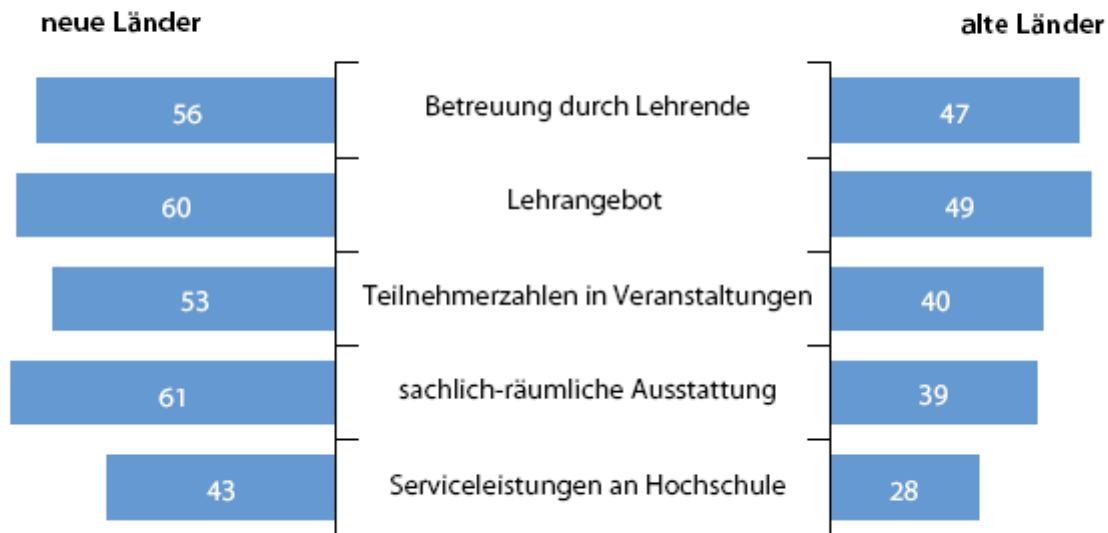 neue Länder
alte Länder
56 Betreuung durch Lehrende 47
60 Lehrangebot 49
53 Teilnehmerzahlen in Veranstaltungen 40
61 sachlich-räumliche Ausstattung 39
43 Serviceleistungen an Hochschule 28